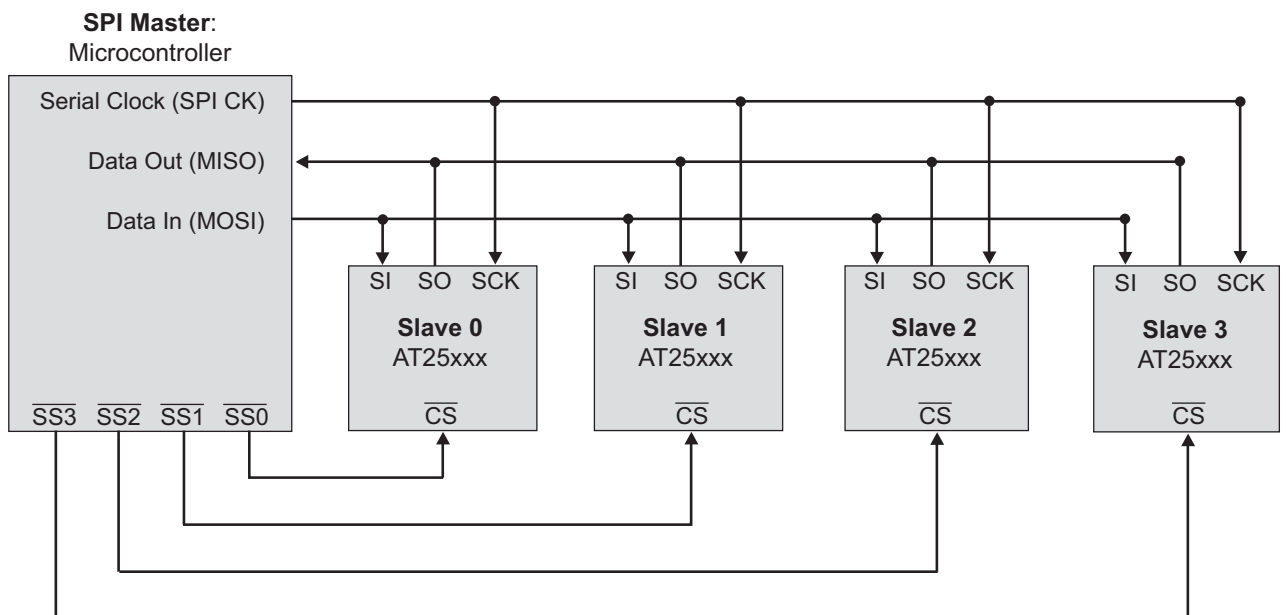 SPI Master:
Microcontroller
Serial Clock (SPI CK)
Data Out (MISO)
Data In (MOSI)
SS3 SS2 SS1 SS0
SI SO SCK
Slave 0
AT25xxx
CS
SI SO SCK
Slave 1
AT25xxx
CS
SI SO SCK
Slave 2
AT25xxx
CS
SI SO SCK
Slave 3
AT25xxx
CS